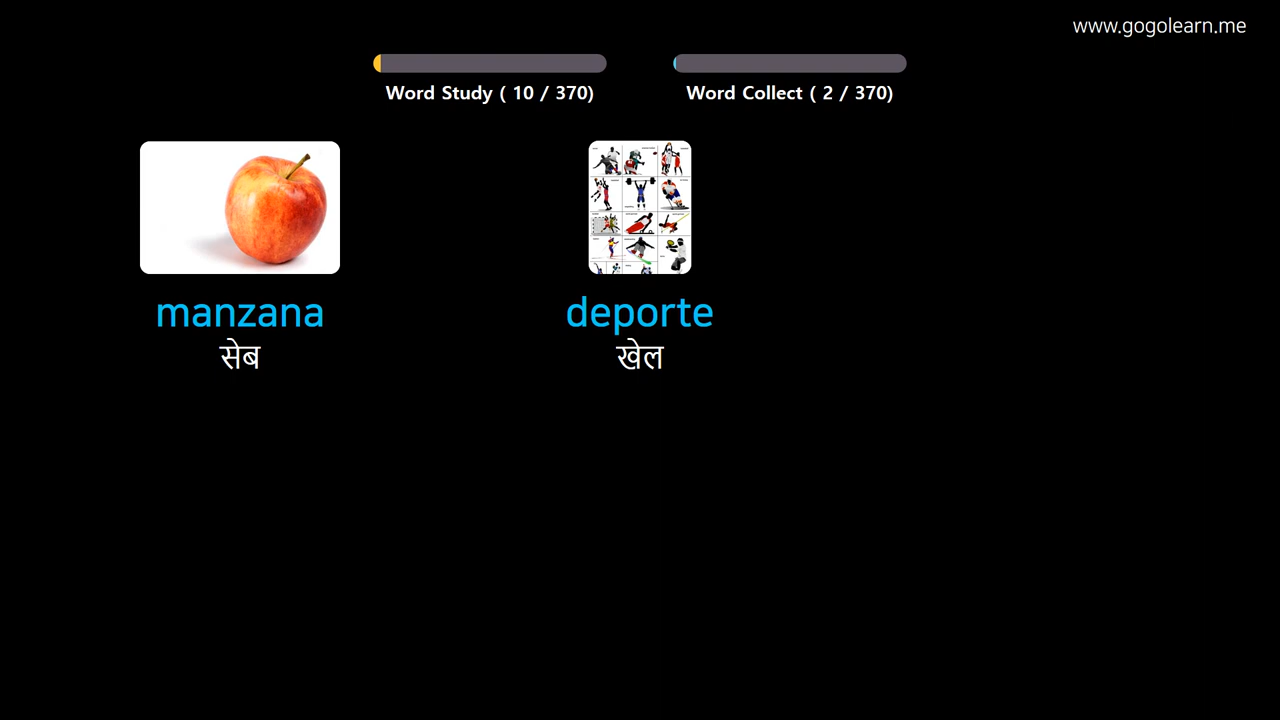 www.gogolearn.me
Word Study ( 10 / 370)
Word Collect ( 2 / 370)
manzana
सेब
deporte
खेल